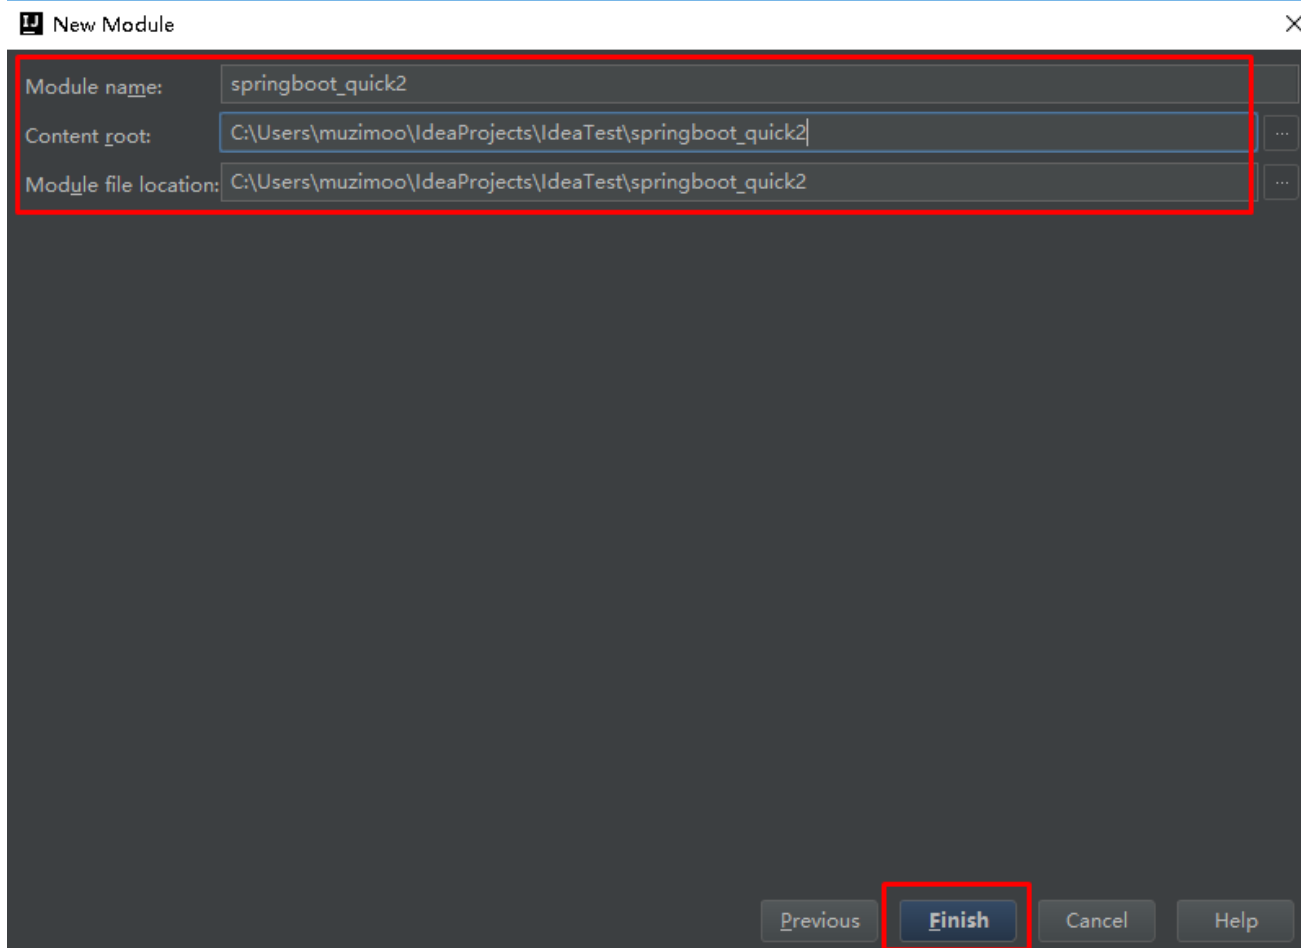 IJ New Module
Module name: springboot_quick2
Content root: C:\Users\muzimoo\IdeaProjects\IdeaTest\springboot_quick2 ...
Module file location: C:\Users\muzimoo\IdeaProjects\IdeaTest\springboot_quick2 ...
Previous Finish Cancel Help